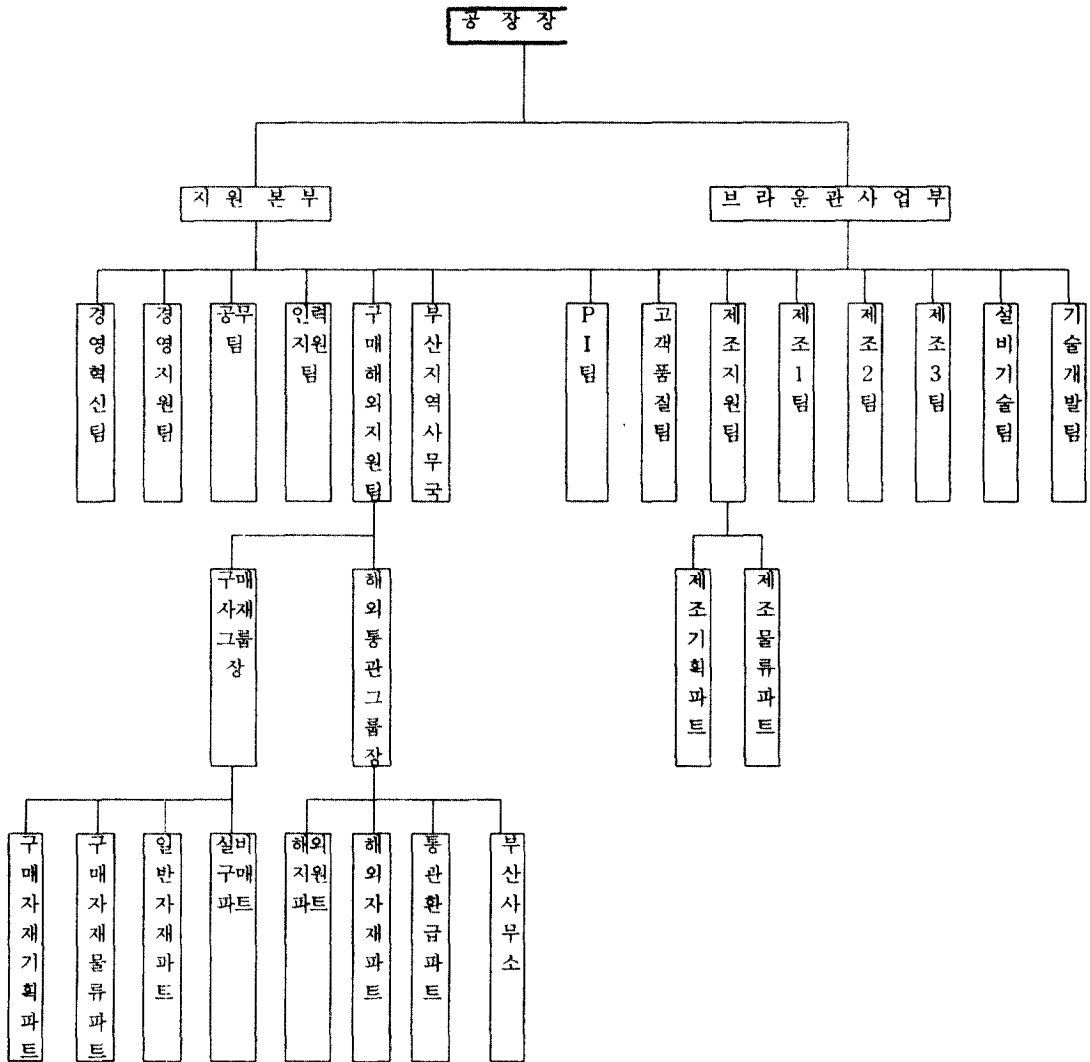 공 장 장
지 원 본 부
브 라 운 관 사 업 부
경영혁신팀
경영지원팀
공무팀
인력지원팀
구매해외지원팀
부산지역사무국
PI팀
고객품질팀
제조지원팀
제조1팀
제조2팀
제조3팀
설비기술팀
기술개발팀
구매자재그룹장
해외통관그룹장
제조기획파트
제조물류파트
구매자재기획파트
구매자재물류파트
일반자재파트
설비구매파트
해외지원파트
해외자재파트
통관환급파트
부산사무소